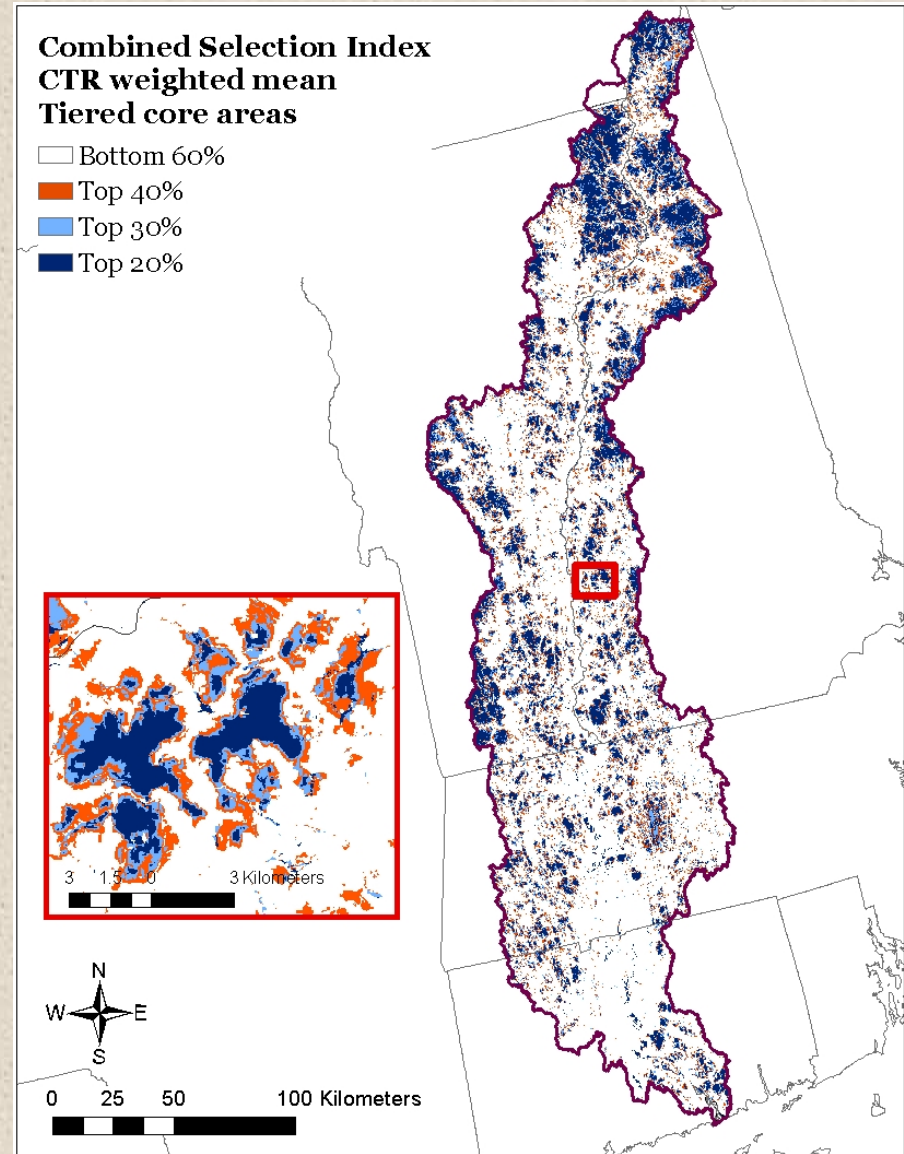 Combined Selection Index
CTR weighted mean
Tiered core areas
Bottom 60%
Top 40%
Top 30%
Top 20%
3 1.5 0 3 Kilometers
N
W E
S
0 25 50 100 Kilometers